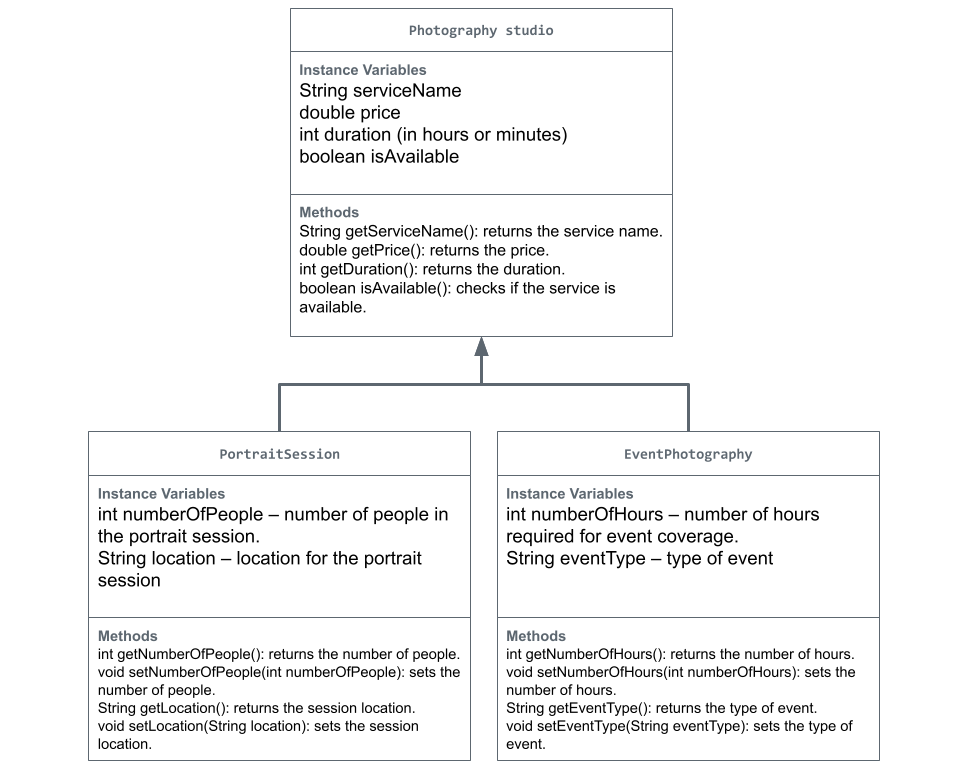 Photography studio
Instance Variables
String serviceName
double price
int duration (in hours or minutes)
boolean isAvailable
Methods
String getServiceName(): returns the service name.
double getPrice(): returns the price.
int getDuration(): returns the duration.
boolean isAvailable(): checks if the service is
available.
PortraitSession
Instance Variables
int numberOfPeople – number of people in
the portrait session.
String location – location for the portrait
session
Methods
int getNumberOfPeople(): returns the number of people.
void setNumberOfPeople(int numberOfPeople): sets the
number of people.
String getLocation(): returns the session location.
void setLocation(String location): sets the session
location.
EventPhotography
Instance Variables
int numberOfHours – number of hours
required for event coverage.
String eventType – type of event
Methods
int getNumberOfHours(): returns the number of hours.
void setNumberOfHours(int numberOfHours): sets the
number of hours.
String getEventType(): returns the type of event.
void setEventType(String eventType): sets the type of
event.